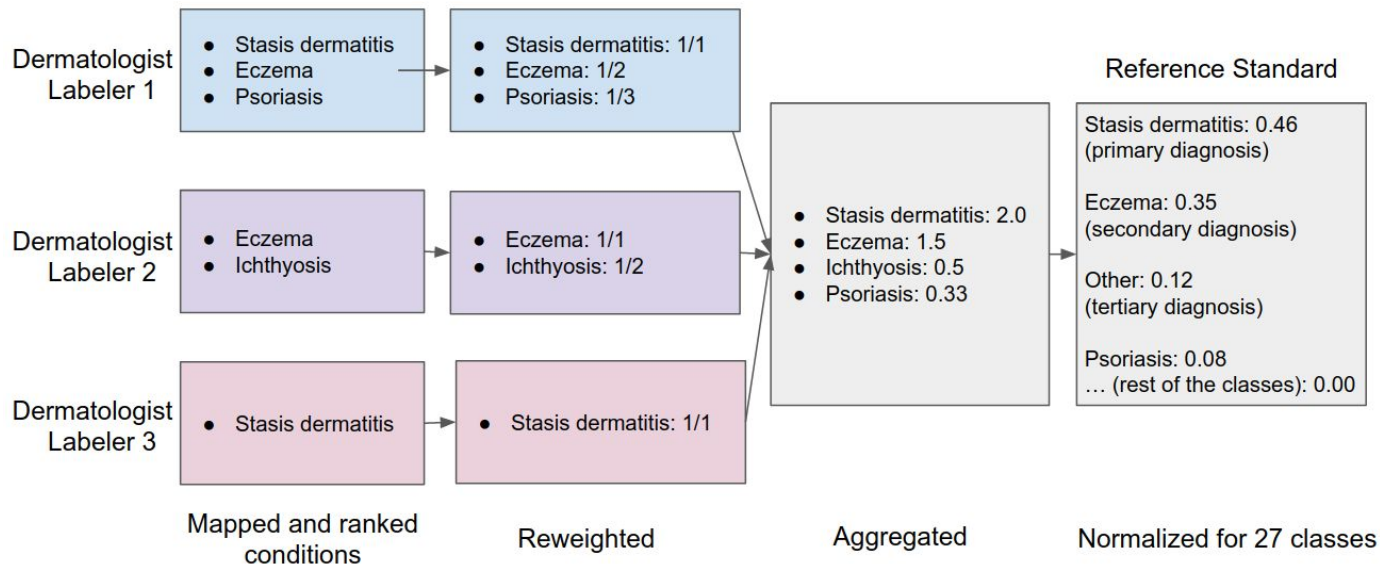 Dermatologist
Labeler 1
● Stasis dermatitis
● Eczema
● Psoriasis
● Stasis dermatitis: 1/1
● Eczema: 1/2
● Psoriasis: 1/3
Dermatologist
Labeler 2
● Eczema
● Ichthyosis
● Eczema: 1/1
● Ichthyosis: 1/2
Dermatologist
Labeler 3
● Stasis dermatitis
● Stasis dermatitis: 1/1
● Stasis dermatitis: 2.0
● Eczema: 1.5
● Ichthyosis: 0.5
● Psoriasis: 0.33
Reference Standard
Stasis dermatitis: 0.46
(primary diagnosis)
Eczema: 0.35
(secondary diagnosis)
Other: 0.12
(tertiary diagnosis)
Psoriasis: 0.08
... (rest of the classes): 0.00
Mapped and ranked
conditions
Reweighted
Aggregated
Normalized for 27 classes